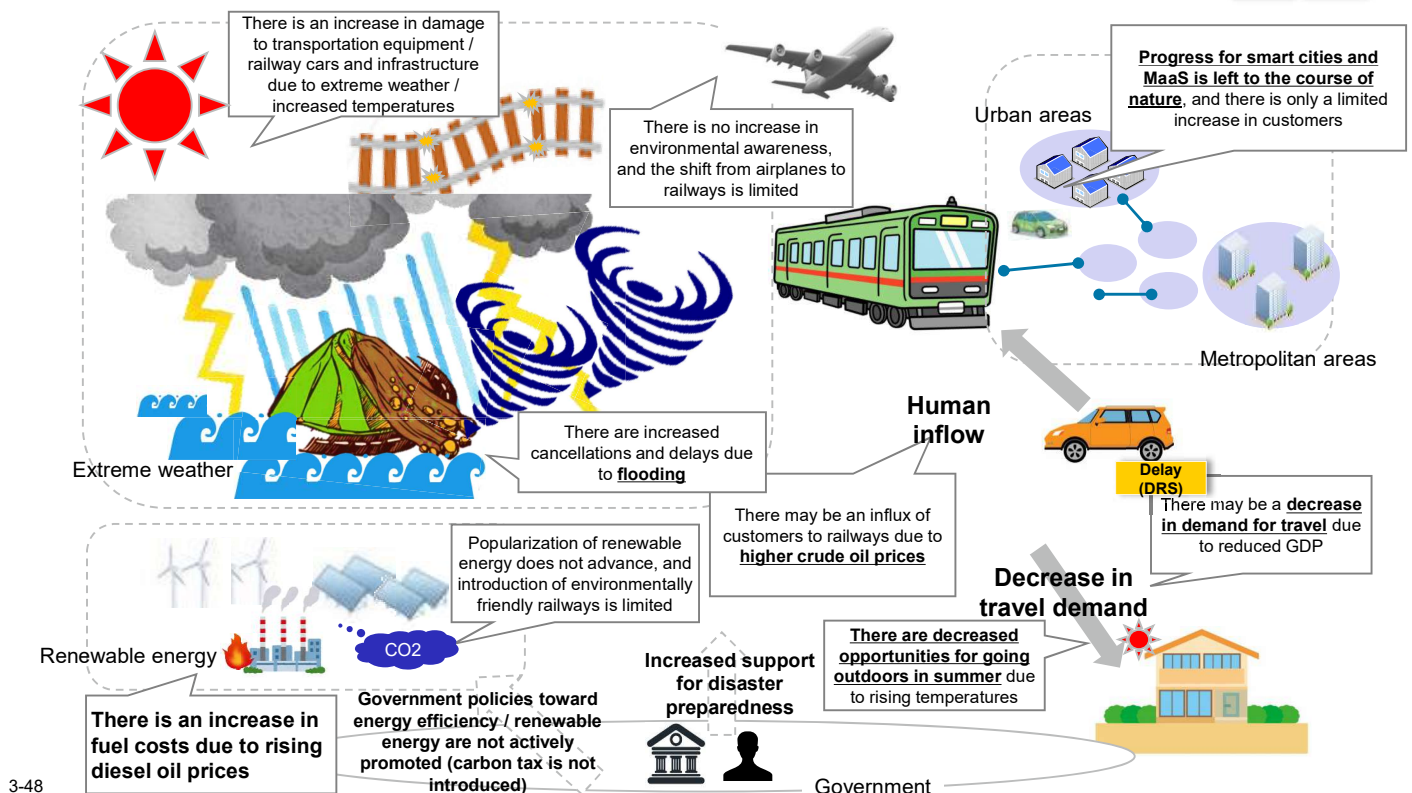 There is an increase in damage
to transportation equipment /
railway cars and infrastructure
due to extreme weather /
increased temperatures
There is no increase in
environmental awareness,
and the shift from airplanes to
railways is limited
Progress for smart cities and
MaaS is left to the course of
nature, and there is only a limited
increase in customers
Urban areas
Metropolitan areas
Extreme weather
There are increased
cancellations and delays due
to flooding
Human
inflow
There may be an influx of
customers to railways due to
higher crude oil prices
Delay
(DRS)
There may be a decrease
in demand for travel due
to reduced GDP
Decrease in
travel demand
Popularization of renewable
energy does not advance, and
introduction of environmentally
friendly railways is limited
CO2
Renewable energy
There are decreased
opportunities for going
outdoors in summer due
to rising temperatures
Increased support
for disaster
preparedness
There is an increase in
fuel costs due to rising
diesel oil prices
Government policies toward
energy efficiency / renewable
energy are not actively
promoted (carbon tax is not
introduced)
Government
3-48